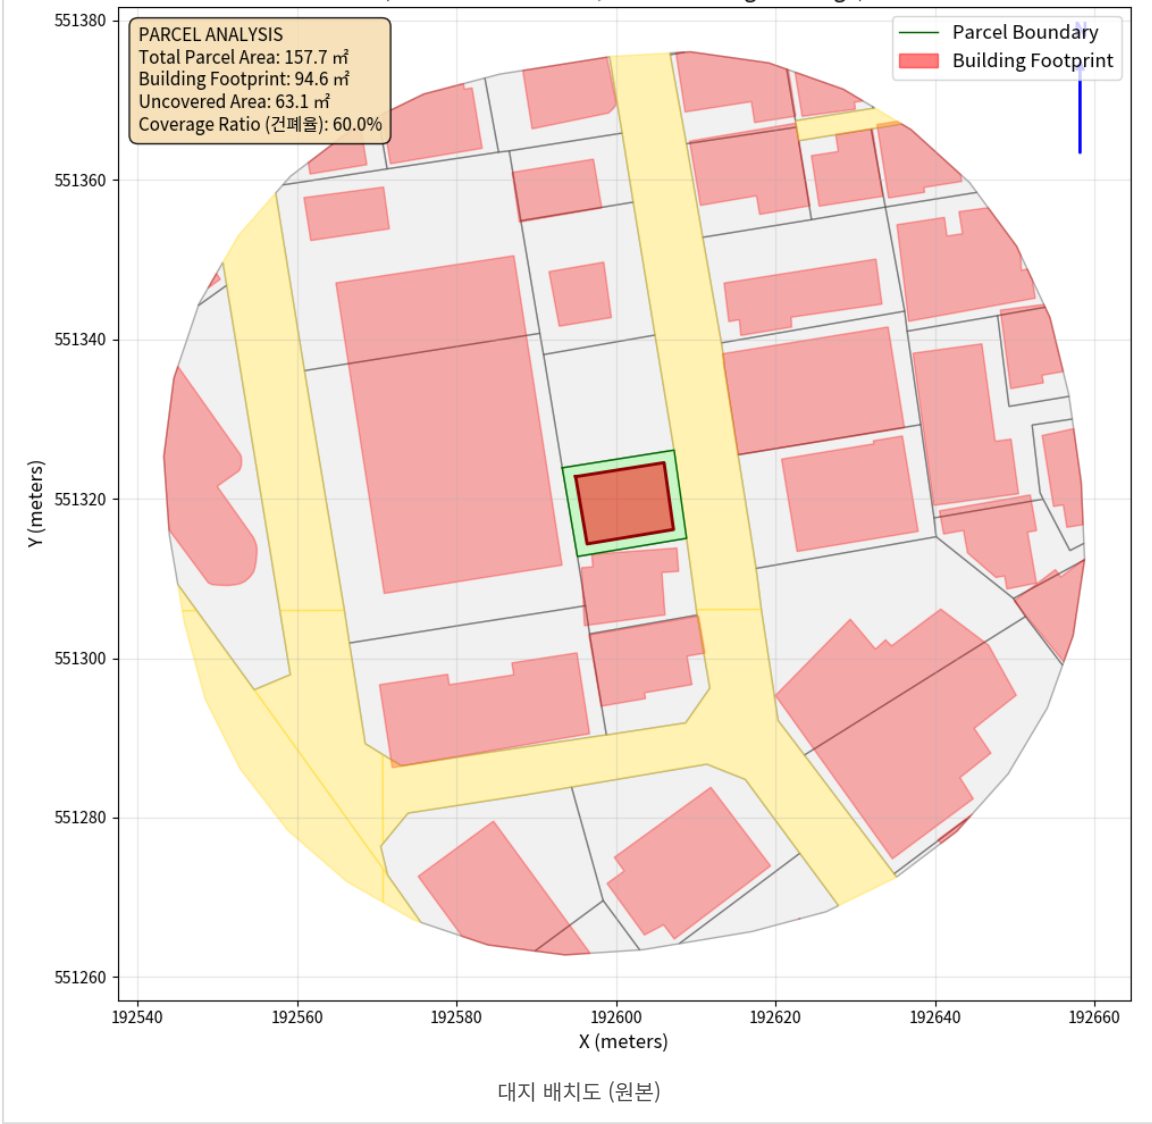 PARCEL ANALYSIS
Total Parcel Area: 157.7 ㎡
Building Footprint: 94.6 ㎡
Uncovered Area: 63.1 ㎡
Coverage Ratio (건폐율): 60.0%
N
Parcel Boundary
Building Footprint
551380
551360
551340
551320
551300
551280
551260
Y (meters)
192540 192560 192580 192600 192620 192640 192660
X (meters)
대지 배치도 (원본)